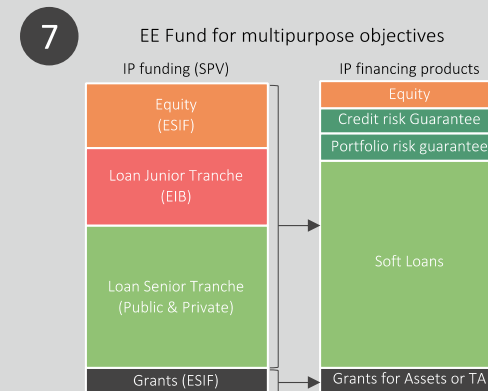 7
EE Fund for multipurpose objectives
IP funding (SPV)
IP financing products
Equity
(ESIF)
Loan Junior Tranche
(EIB)
Loan Senior Tranche
(Public & Private)
Grants (ESIF)
Equity
Credit risk Guarantee
Portfolio risk guarantee
Soft Loans
Grants for Assets or TA